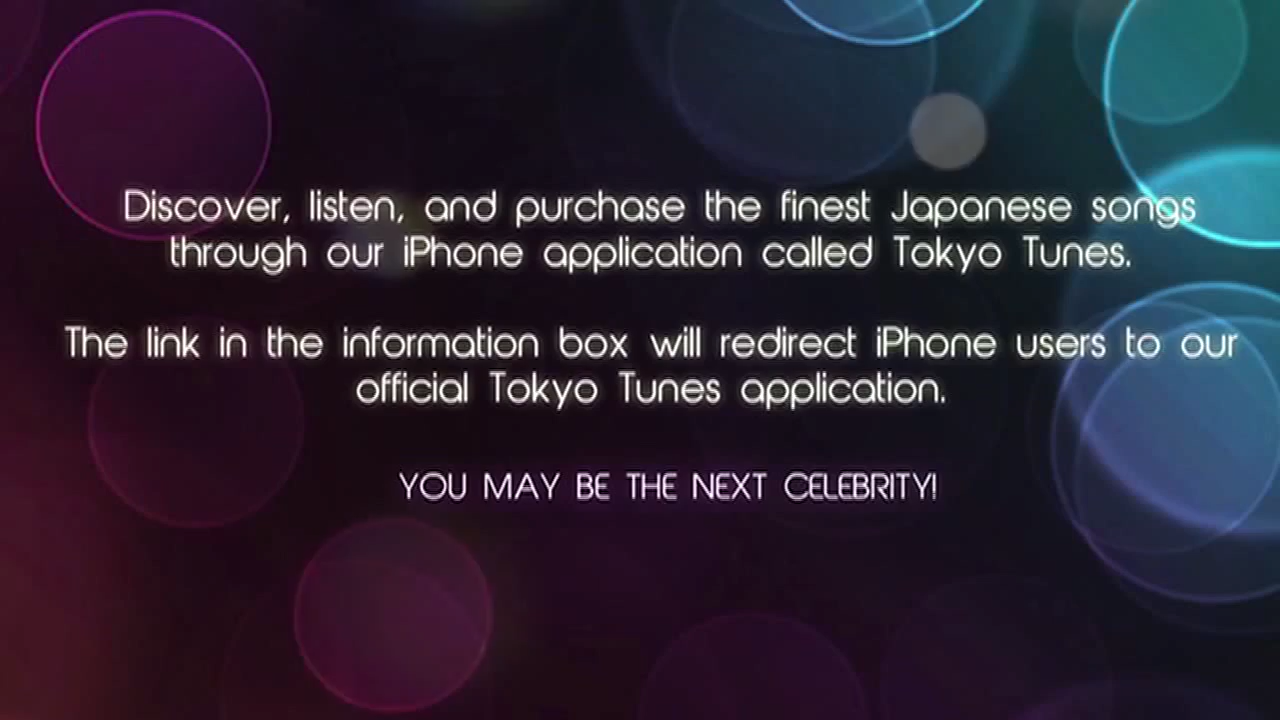 Discover, listen, and purchase the finest Japanese songs
through our iPhone application called Tokyo Tunes.
The link in the information box will redirect iPhone users to our
official Tokyo Tunes application.
YOU MAY BE THE NEXT CELEBRITY!